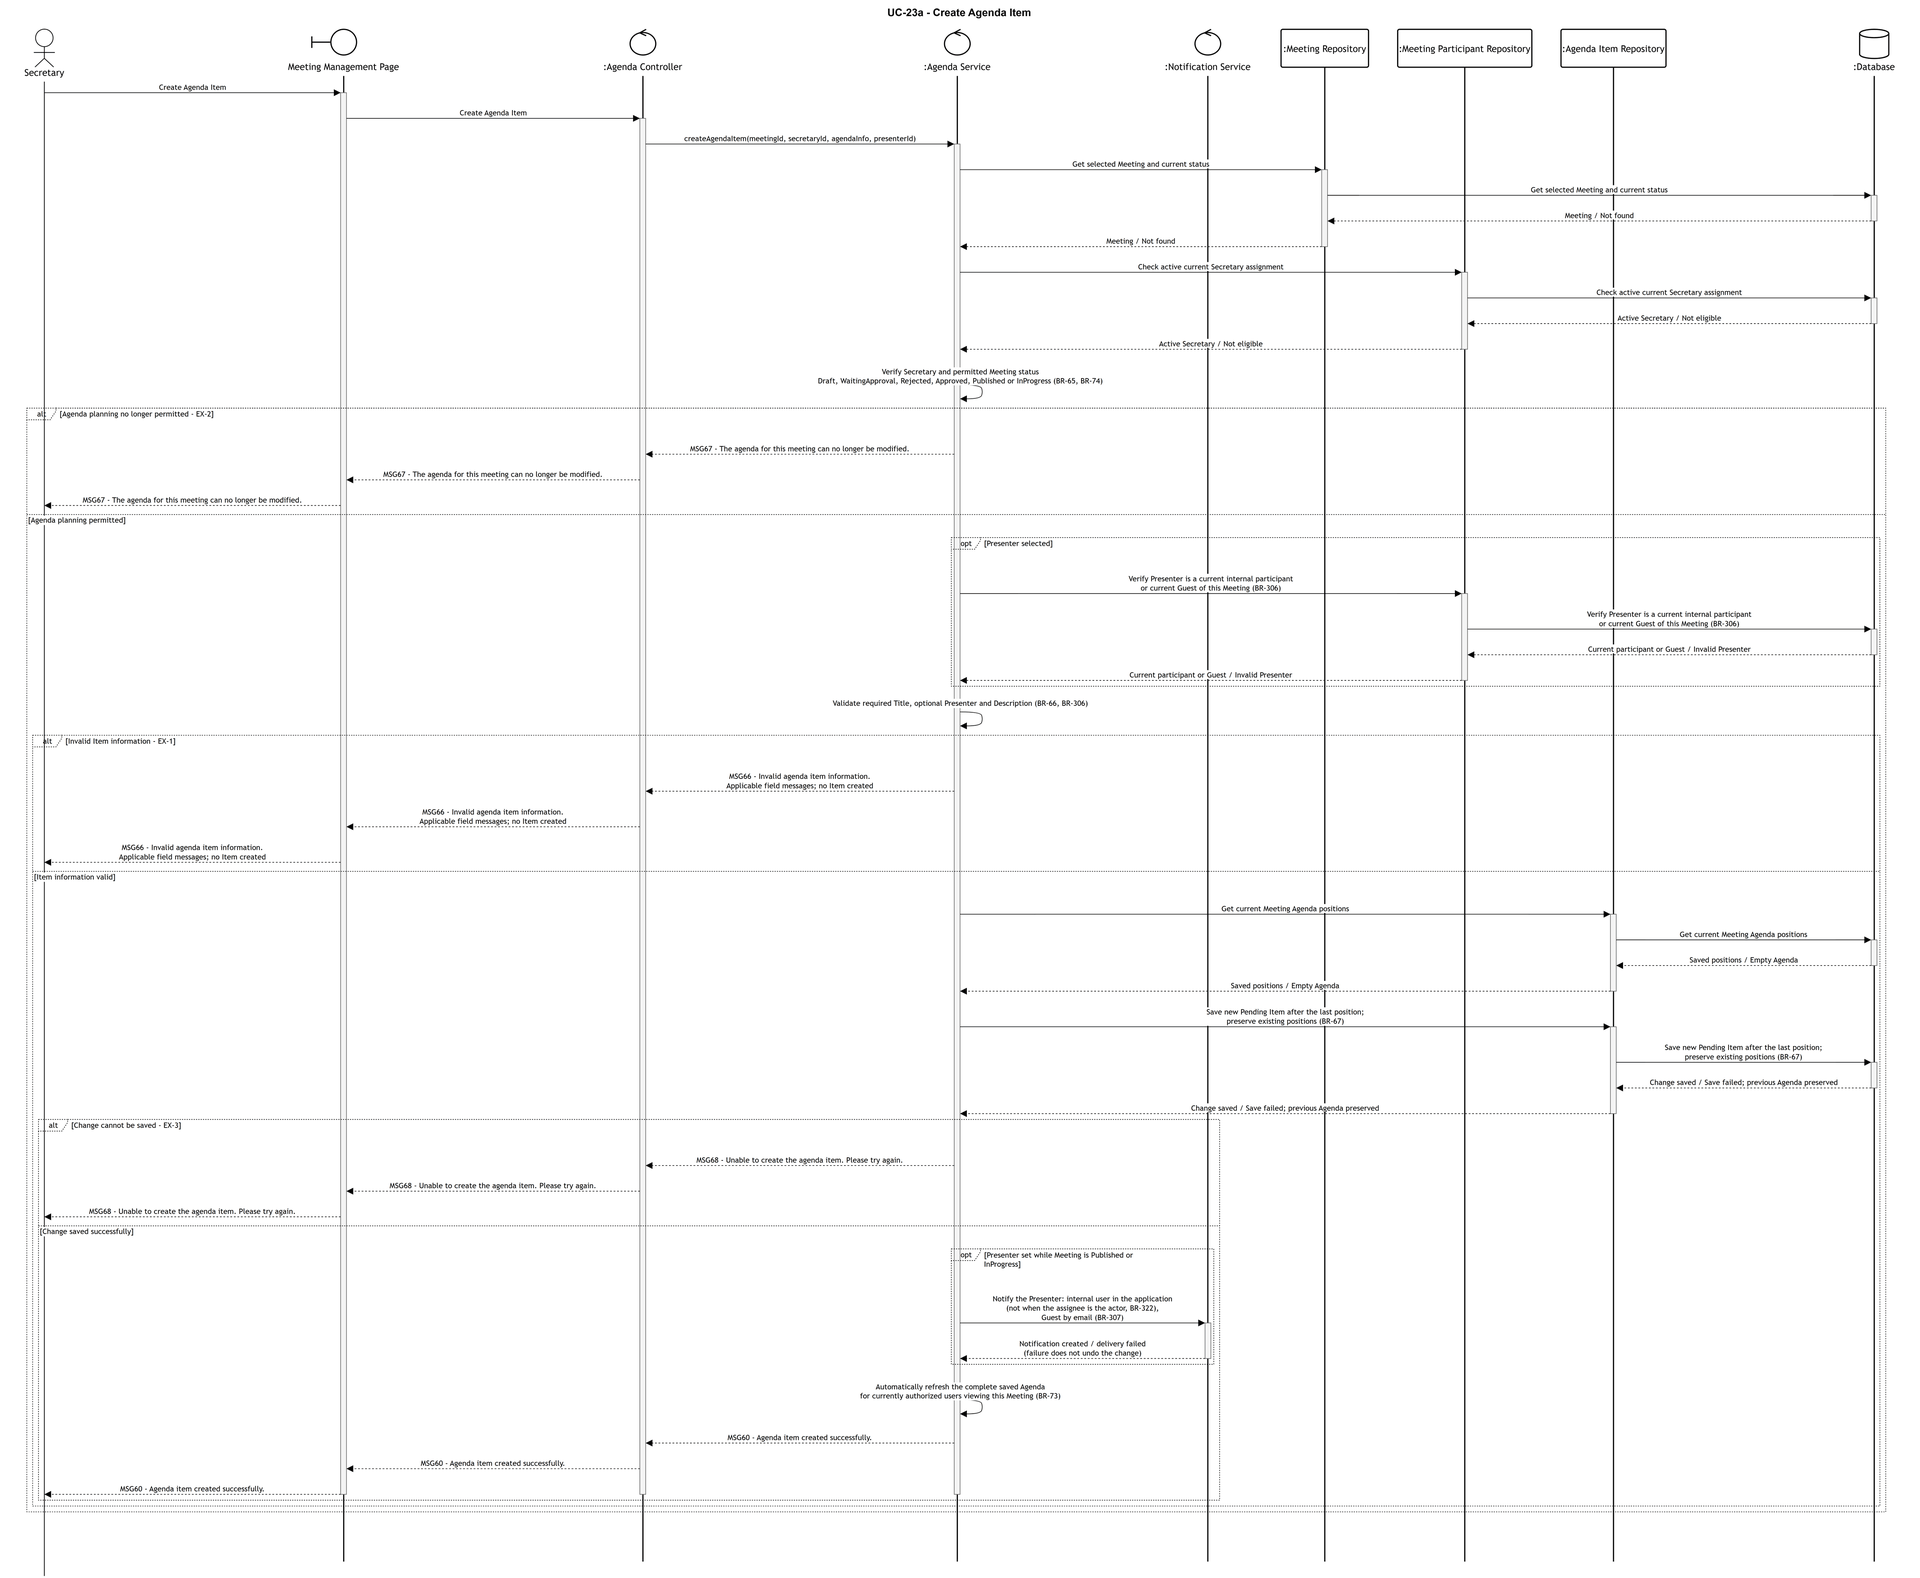 UC-23a - Create Agenda Item
Secretary
Meeting Management Page
:Agenda Controller
:Agenda Service
:Notification Service
:Meeting Repository
:Meeting Participant Repository
:Agenda Item Repository
:Database
Create Agenda Item
Create Agenda Item
createAgendaItem(meetingId, secretaryId, agendaInfo, presenterId)
Get selected Meeting and current status
Get selected Meeting and current status
Meeting / Not found
Meeting / Not found
Check active current Secretary assignment
Check active current Secretary assignment
Active Secretary / Not eligible
Active Secretary / Not eligible
Verify Secretary and permitted Meeting status
Draft, WaitingApproval, Rejected, Approved, Published or InProgress (BR-65, BR-74)
alt
[Agenda planning no longer permitted - EX-2]
MSG67 - The agenda for this meeting can no longer be modified.
MSG67 - The agenda for this meeting can no longer be modified.
MSG67 - The agenda for this meeting can no longer be modified.
[Agenda planning permitted]
opt
[Presenter selected]
Verify Presenter is a current internal participant
or current Guest of this Meeting (BR-306)
Verify Presenter is a current internal participant
or current Guest of this Meeting (BR-306)
Current participant or Guest / Invalid Presenter
Current participant or Guest / Invalid Presenter
Validate required Title, optional Presenter and Description (BR-66, BR-306)
alt
[Invalid Item information - EX-1]
MSG66 - Invalid agenda item information.
Applicable field messages; no Item created
MSG66 - Invalid agenda item information.
Applicable field messages; no Item created
MSG66 - Invalid agenda item information.
Applicable field messages; no Item created
[Item information valid]
Get current Meeting Agenda positions
Get current Meeting Agenda positions
Saved positions / Empty Agenda
Saved positions / Empty Agenda
Save new Pending Item after the last position;
preserve existing positions (BR-67)
Save new Pending Item after the last position;
preserve existing positions (BR-67)
Change saved / Save failed; previous Agenda preserved
Change saved / Save failed; previous Agenda preserved
alt
[Change cannot be saved - EX-3]
MSG68 - Unable to create the agenda item. Please try again.
MSG68 - Unable to create the agenda item. Please try again.
MSG68 - Unable to create the agenda item. Please try again.
[Change saved successfully]
opt
[Presenter set while Meeting is Published or
InProgress]
Notify the Presenter: internal user in the application
(not when the assignee is the actor, BR-322),
Guest by email (BR-307)
Notification created / delivery failed
(failure does not undo the change)
Automatically refresh the complete saved Agenda
for currently authorized users viewing this Meeting (BR-73)
MSG60 - Agenda item created successfully.
MSG60 - Agenda item created successfully.
MSG60 - Agenda item created successfully.